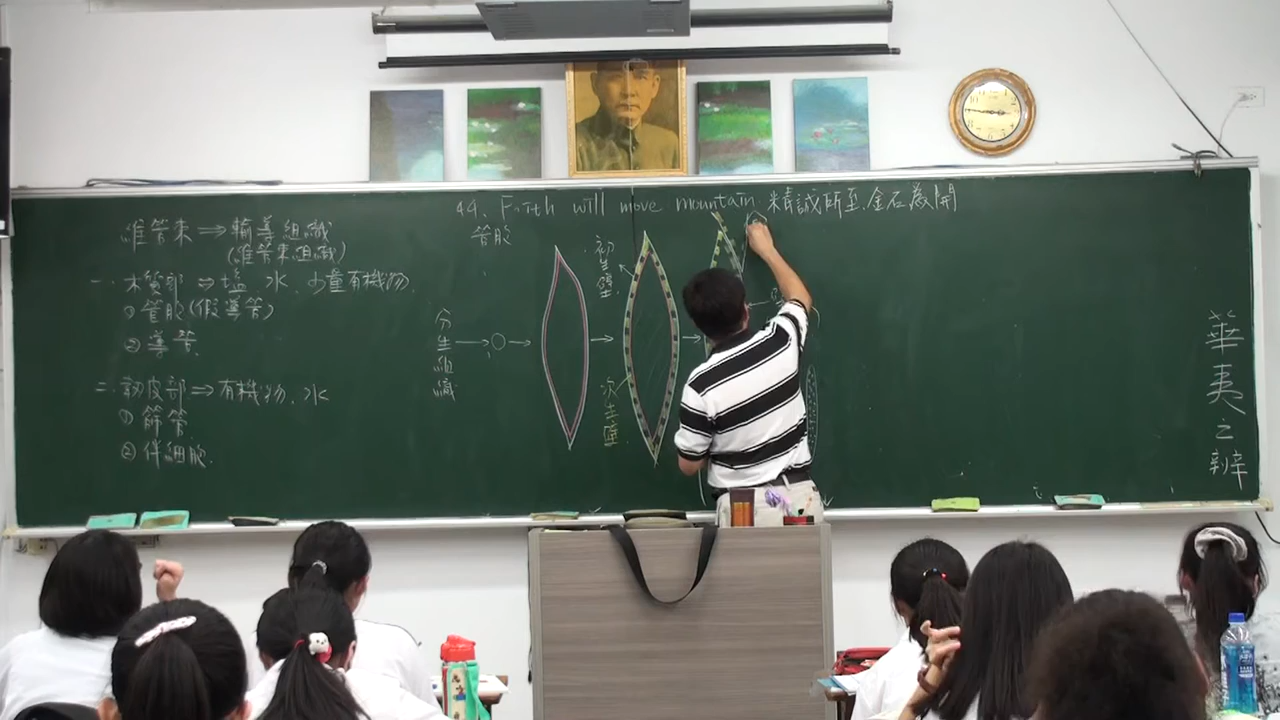 44、Faith will move mountain. 精誠所至.金石為開
維管束⇒輸導組織
(維管束組織)
一.木質部⇒塩、水、少量有機物.
①管胞(假導管)
②導管.
二.韌皮部⇒有機物、水
①篩管
②伴細胞.
管胞
分生組織
初生壁.
次生壁.
華夷之辨